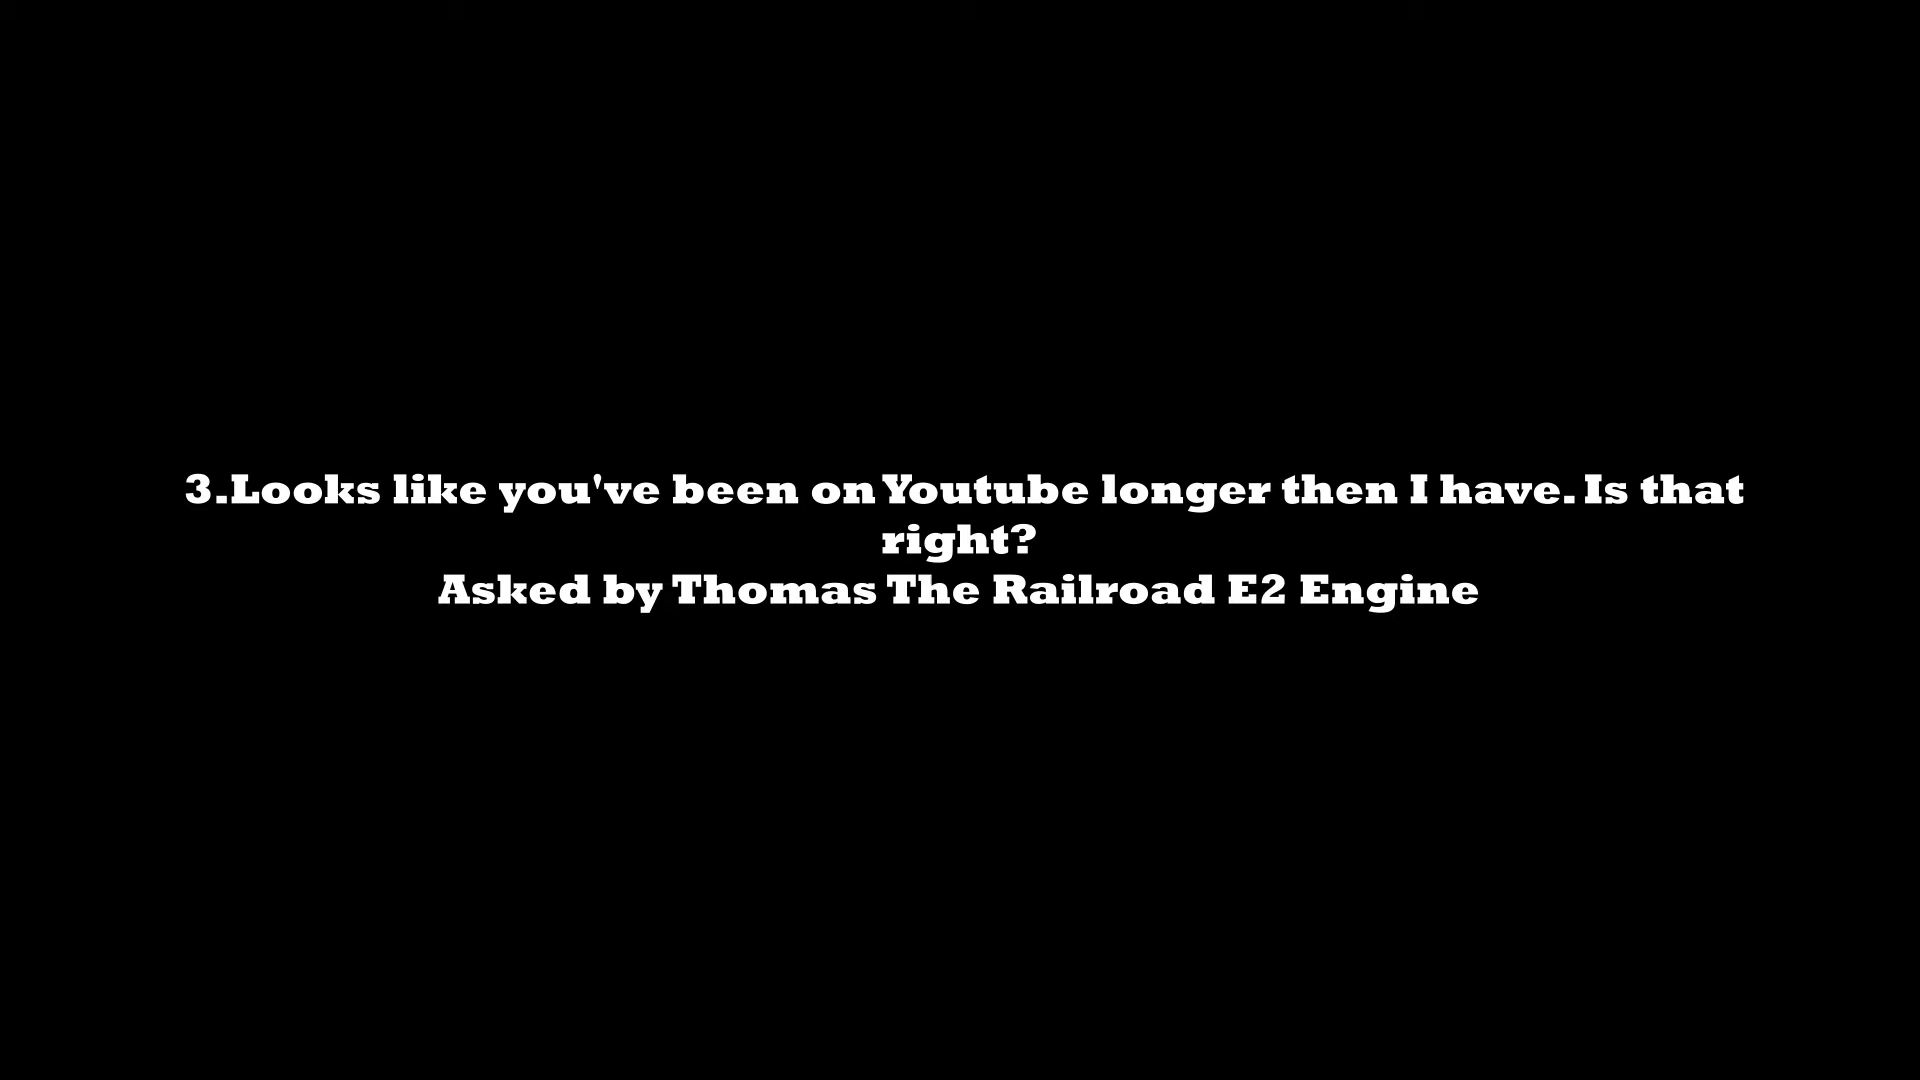 3.Looks like you've been on Youtube longer then I have. Is that
right?
Asked by Thomas The Railroad E2 Engine